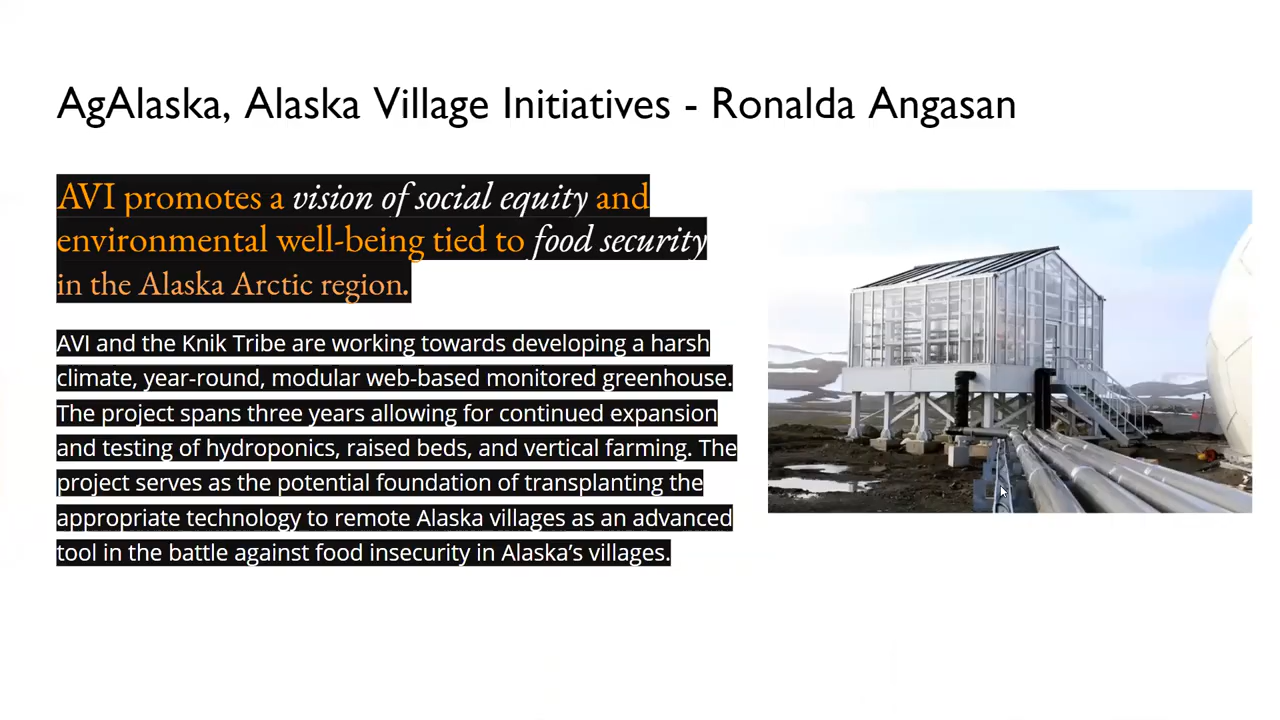 AgAlaska, Alaska Village Initiatives - Ronalda Angasan
AVI promotes a vision of social equity and
environmental well-being tied to food security
in the Alaska Arctic region.
AVI and the Knik Tribe are working towards developing a harsh
climate, year-round, modular web-based monitored greenhouse.
The project spans three years allowing for continued expansion
and testing of hydroponics, raised beds, and vertical farming. The
project serves as the potential foundation of transplanting the
appropriate technology to remote Alaska villages as an advanced
tool in the battle against food insecurity in Alaska’s villages.